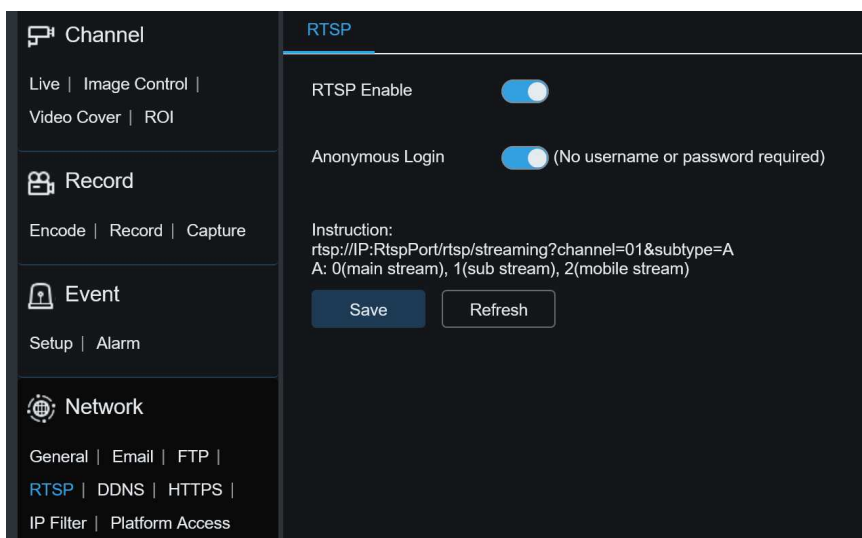 Channel
Live | Image Control |
Video Cover | ROI
Record
Encode | Record | Capture
Event
Setup | Alarm
Network
General | Email | FTP |
RTSP | DDNS | HTTPS |
IP Filter | Platform Access
RTSP
RTSP Enable
Anonymous Login (No username or password required)
Instruction:
rtsp://IP:RtspPort/rtsp/streaming?channel=01&subtype=A
A: 0(main stream), 1(sub stream), 2(mobile stream)
Save Refresh